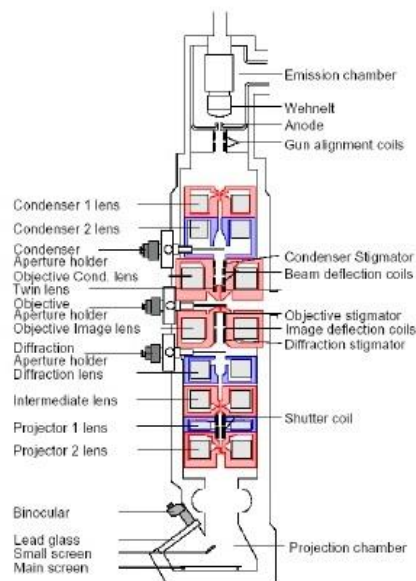 Emission chamber
Wehnelt
Anode
Gun alignment coils
Condenser 1 lens
Condenser 2 lens
Condenser
Aperture holder
Objective Cond. lens
Twin lens
Objective
Aperture holder
Objective Image lens
Diffraction
Aperture holder
Diffraction lens
Intermediate lens
Projector 1 lens
Projector 2 lens
Condenser Stigmator
Beam deflection coils
Objective stigmator
Image deflection coils
Diffraction stigmator
Shutter coil
Binocular
Lead glass
Small screen
Main screen
Projection chamber